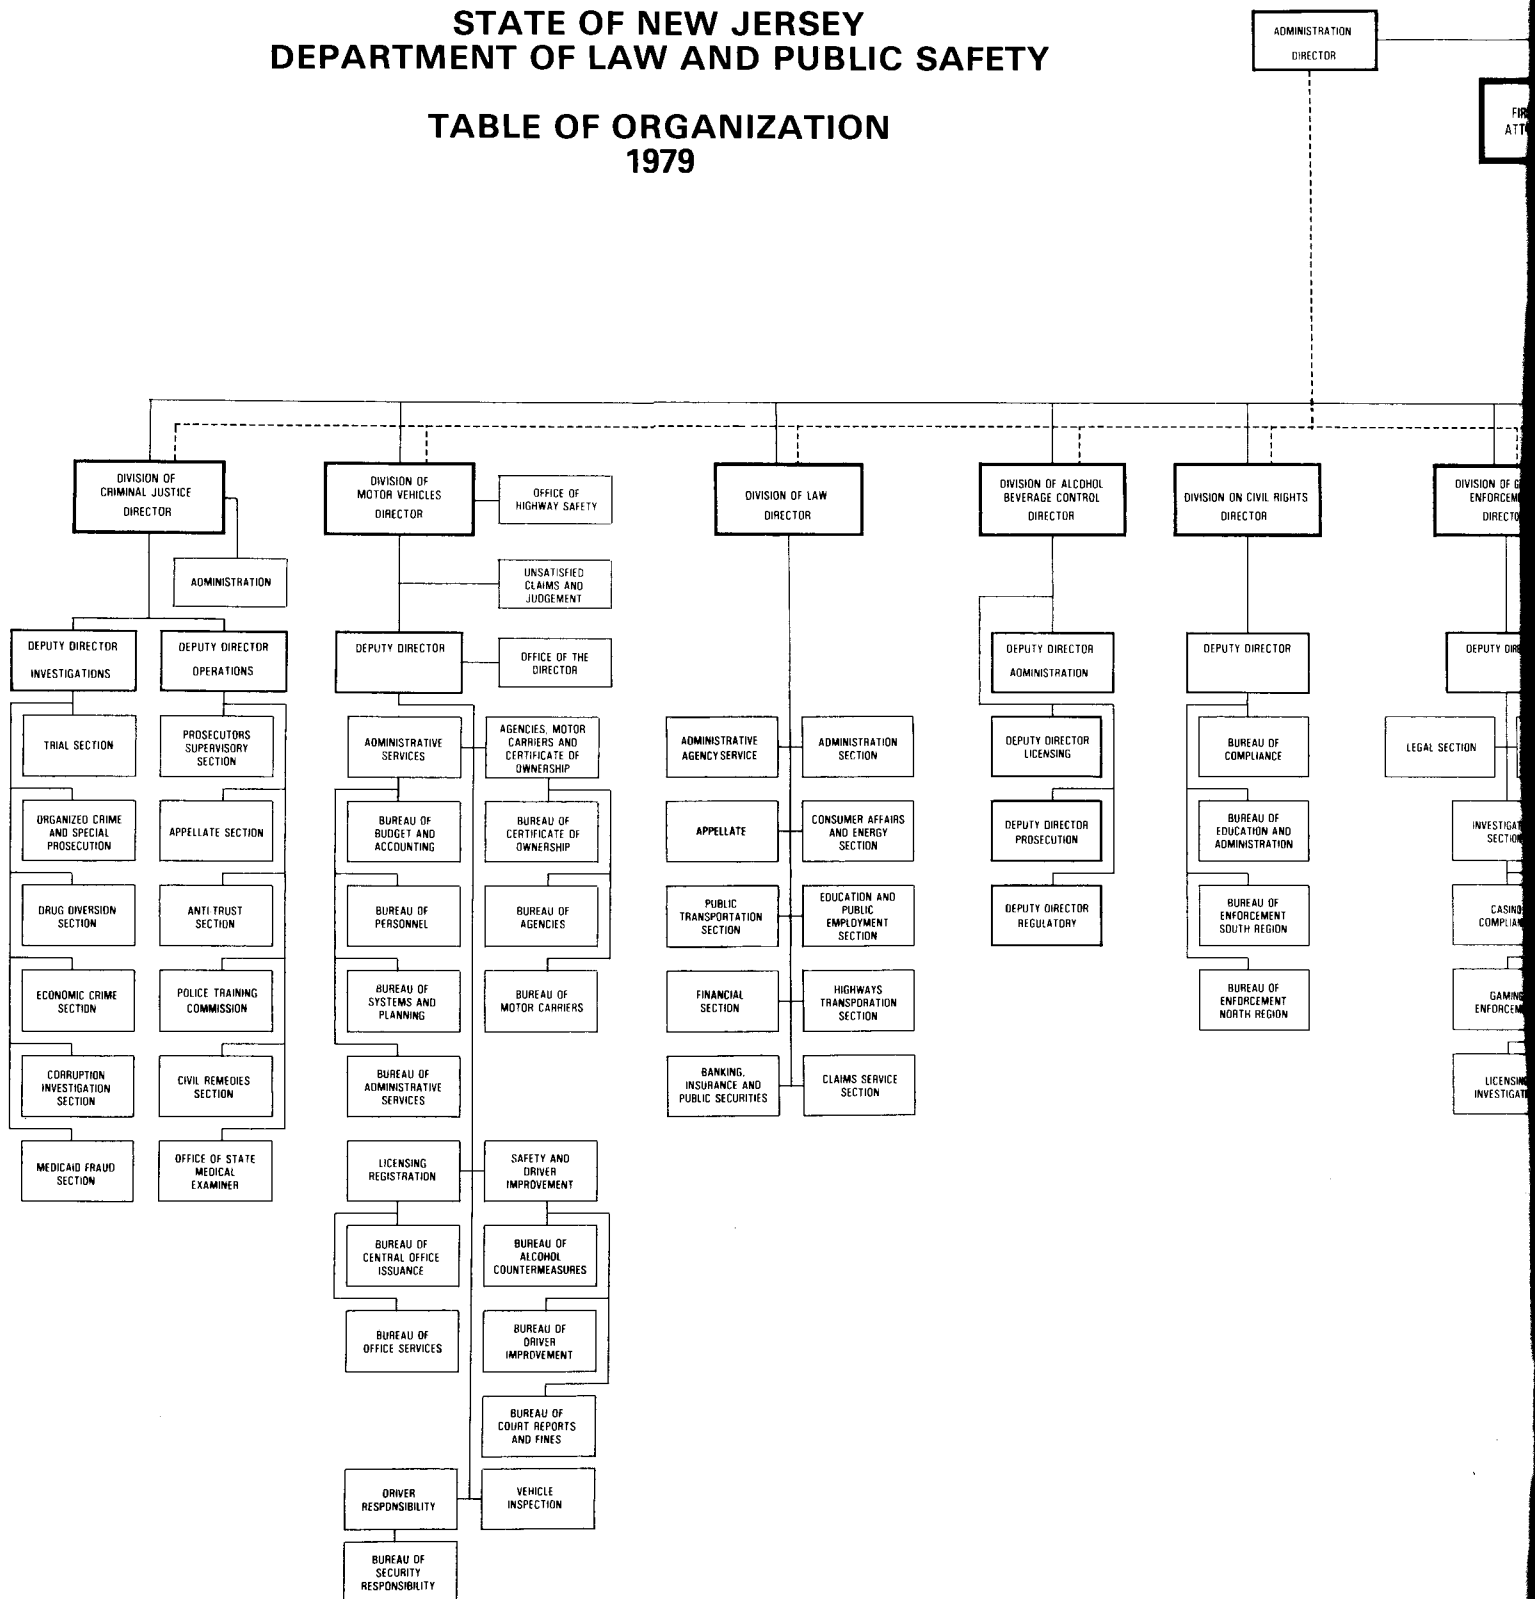 STATE OF NEW JERSEY
DEPARTMENT OF LAW AND PUBLIC SAFETY
TABLE OF ORGANIZATION
1979
ADMINISTRATION
DIRECTOR
DIVISION OF
CRIMINAL JUSTICE
DIRECTOR
ADMINISTRATION
DEPUTY DIRECTOR
INVESTIGATIONS
TRIAL SECTION
ORGANIZED CRIME
AND SPECIAL
PROSECUTION
DRUG DIVERSION
SECTION
ECONOMIC CRIME
SECTION
CORRUPTION
INVESTIGATION
SECTION
MEDICAID FRAUD
SECTION
DEPUTY DIRECTOR
OPERATIONS
PROSECUTORS
SUPERVISORY
SECTION
APPELLATE SECTION
ANTI TRUST
SECTION
POLICE TRAINING
COMMISSION
CIVIL REMEDIES
SECTION
OFFICE OF STATE
MEDICAL
EXAMINER
DIVISION OF
MOTOR VEHICLES
DIRECTOR
OFFICE OF
HIGHWAY SAFETY
UNSATISFIED
CLAIMS AND
JUDGEMENT
DEPUTY DIRECTOR
OFFICE OF THE
DIRECTOR
ADMINISTRATIVE
SERVICES
BUREAU OF
BUDGET AND
ACCOUNTING
BUREAU OF
PERSONNEL
BUREAU OF
SYSTEMS AND
PLANNING
BUREAU OF
ADMINISTRATIVE
SERVICES
AGENCIES, MOTOR
CARRIERS AND
CERTIFICATE OF
OWNERSHIP
BUREAU OF
CERTIFICATE OF
OWNERSHIP
BUREAU OF
AGENCIES
BUREAU OF
MOTOR CARRIERS
LICENSING
REGISTRATION
BUREAU OF
CENTRAL OFFICE
ISSUANCE
BUREAU OF
OFFICE SERVICES
SAFETY AND
DRIVER
IMPROVEMENT
BUREAU OF
ALCOHOL
COUNTERMEASURES
BUREAU OF
DRIVER
IMPROVEMENT
BUREAU OF
COURT REPORTS
AND FINES
DRIVER
RESPONSIBILITY
VEHICLE
INSPECTION
BUREAU OF
SECURITY
RESPONSIBILITY
DIVISION OF LAW
DIRECTOR
ADMINISTRATIVE
AGENCY SERVICE
ADMINISTRATION
SECTION
APPELLATE
CONSUMER AFFAIRS
AND ENERGY
SECTION
PUBLIC
TRANSPORTATION
SECTION
EDUCATION AND
PUBLIC
EMPLOYMENT
SECTION
FINANCIAL
SECTION
HIGHWAYS
TRANSPORATION
SECTION
BANKING,
INSURANCE AND
PUBLIC SECURITIES
CLAIMS SERVICE
SECTION
DIVISION OF ALCOHOL
BEVERAGE CONTROL
DIRECTOR
DEPUTY DIRECTOR
ADMINISTRATION
DEPUTY DIRECTOR
LICENSING
DEPUTY DIRECTOR
PROSECUTION
DEPUTY DIRECTOR
REGULATORY
DIVISION ON CIVIL RIGHTS
DIRECTOR
DEPUTY DIRECTOR
BUREAU OF
COMPLIANCE
BUREAU OF
EDUCATION AND
ADMINISTRATION
BUREAU OF
ENFORCEMENT
SOUTH REGION
BUREAU OF
ENFORCEMENT
NORTH REGION
DIVISION OF
DEPUTY
LEGAL SECTION